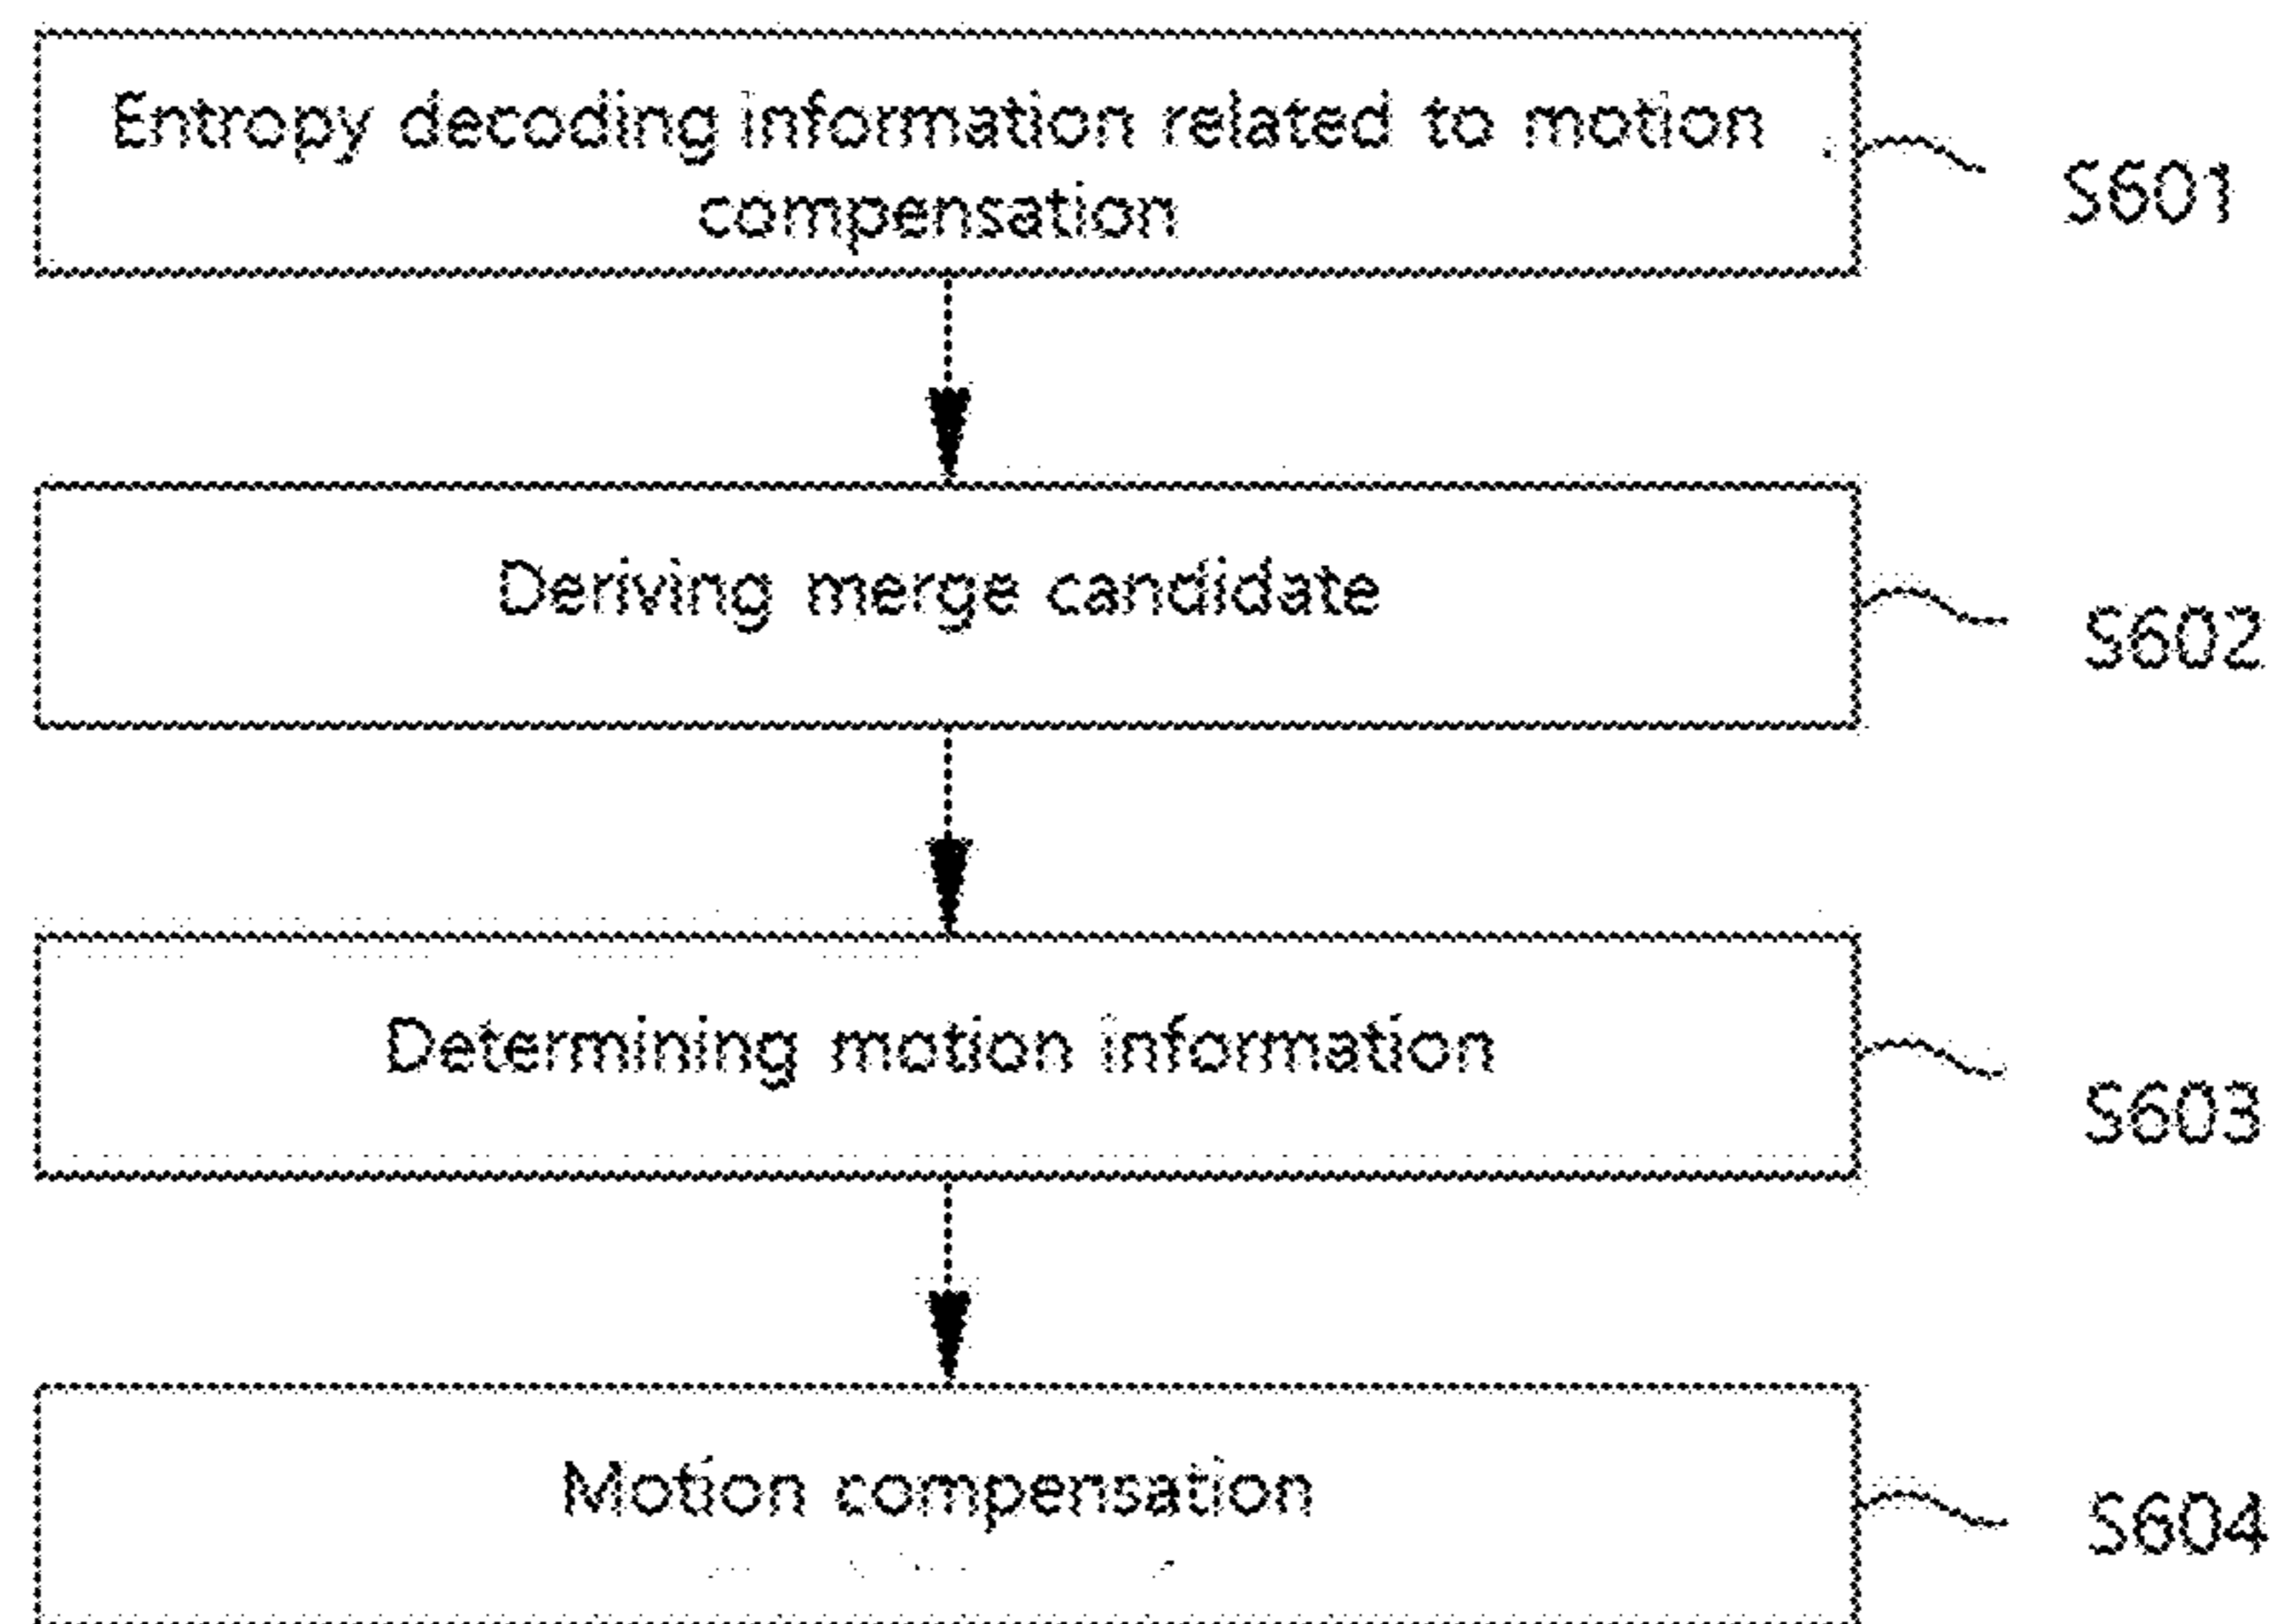 Entropy decoding information related to motion
compensation
S601
Deriving merge candidate
S602
Determining motion information
S603
Motion compensation
S604